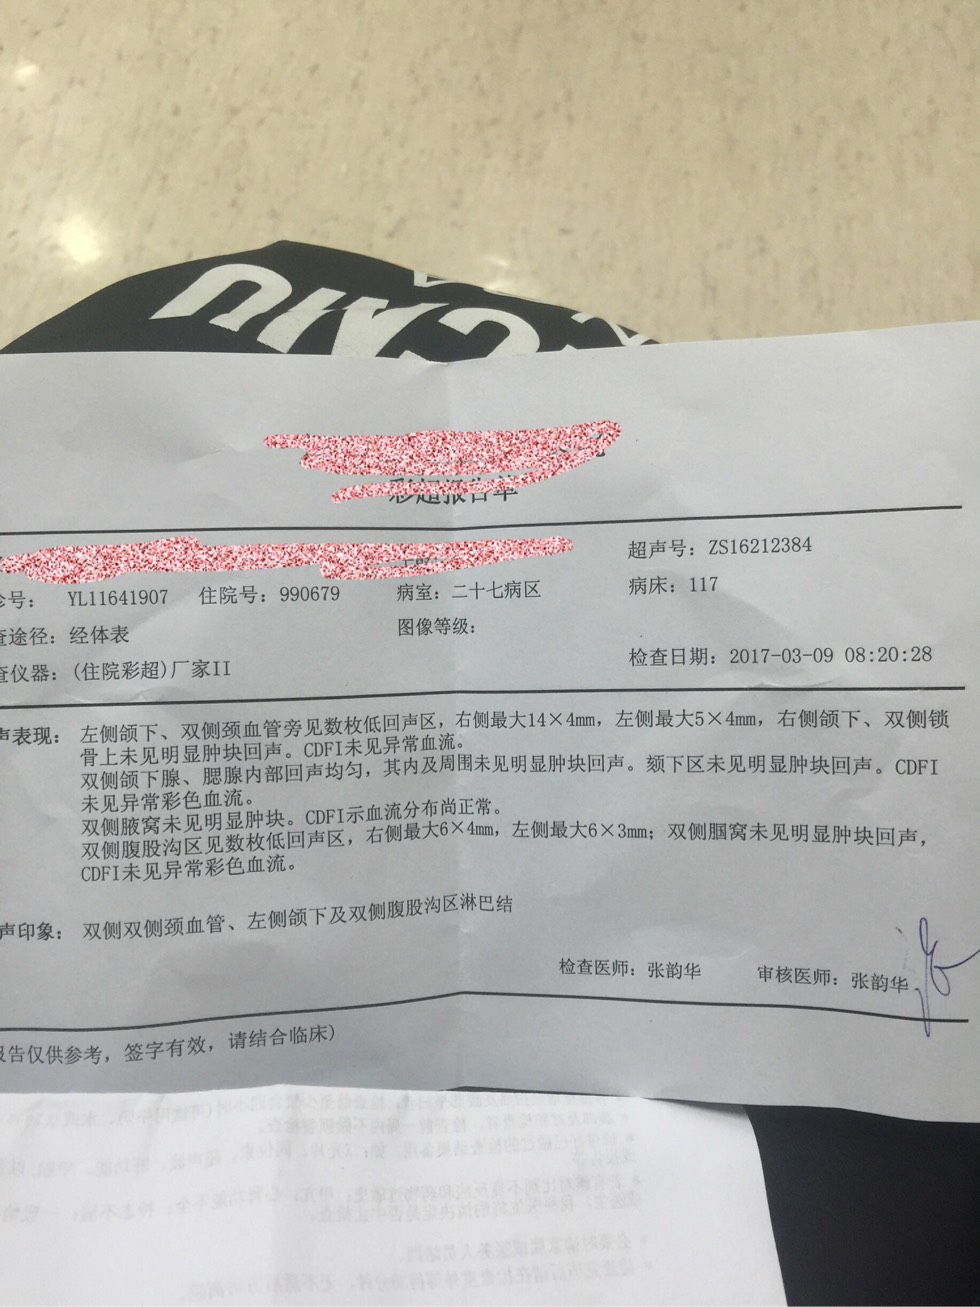 彩超报告单
超声号: ZS16212384
诊号: YL11641907 住院号: 990679 病室: 二十七病区 病床: 117
查途径: 经体表 图像等级:
查仪器: (住院彩超)厂家II 检查日期: 2017-03-09 08:20:28
声表现: 左侧颌下、双侧颈血管旁见数枚低回声区，右侧最大14×4mm，左侧最大5×4mm，右侧颌下、双侧锁
骨上未见明显肿块回声。CDFI未见异常血流。
双侧颌下腺、腮腺内部回声均匀，其内及周围未见明显肿块回声。颏下区未见明显肿块回声。CDFI
未见异常彩色血流。
双侧腋窝未见明显肿块。CDFI示血流分布尚正常。
双侧腹股沟区见数枚低回声区，右侧最大6×4mm，左侧最大6×3mm；双侧腘窝未见明显肿块回声，
CDFI未见异常彩色血流。
声印象: 双侧双侧颈血管、左侧颌下及双侧腹股沟区淋巴结
检查医师: 张韵华 审核医师: 张韵华
报告仅供参考，签字有效，请结合临床)